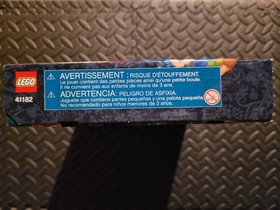 LEGO
41182
AVERTISSEMENT : RISQUE D'ÉTOUFFEMENT.
Le jouet contient des petites pièces ainsi qu'une petite boule.
Il ne convient pas aux enfants de moins de 3 ans.
ADVERTENCIA: PELIGRO DE ASFIXIA.
Juguete que contiene partes pequeñas y una pelota pequeña.
No recomendado para niños menores de 3 años.